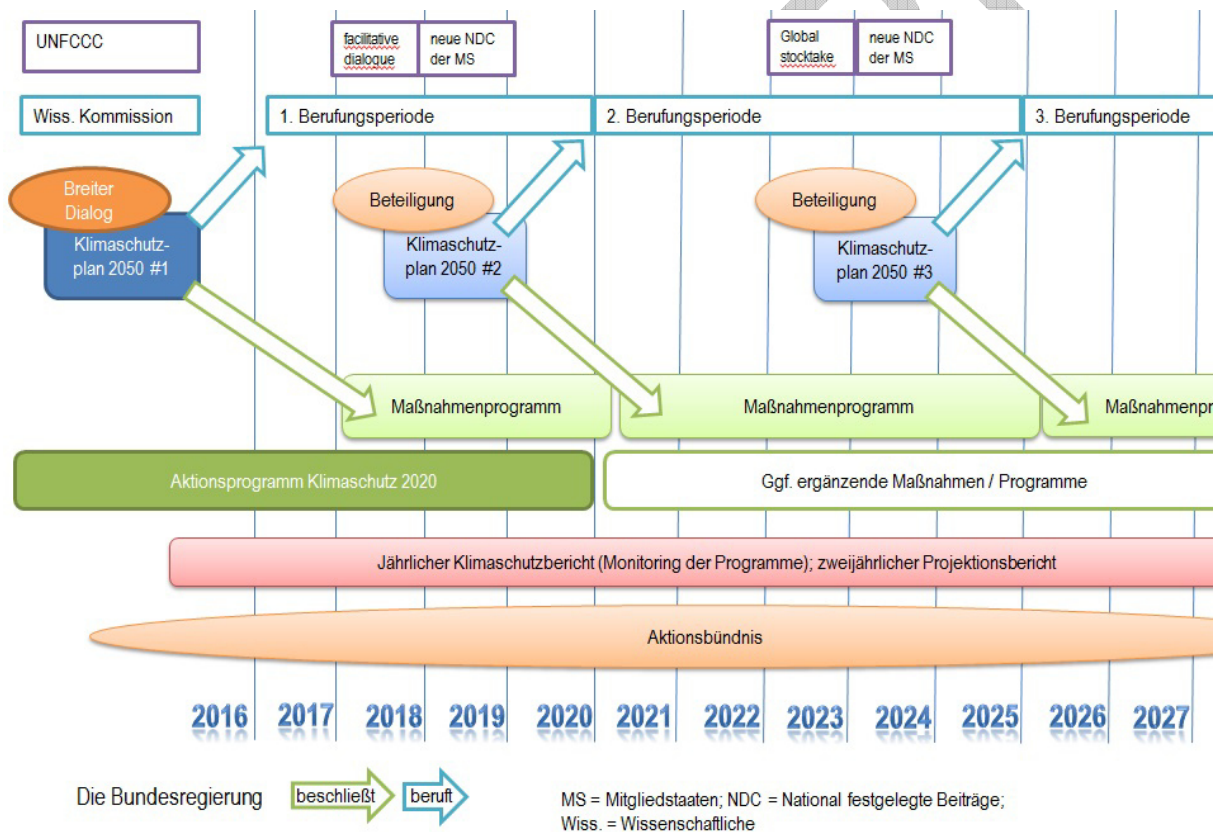 UNFCCC
facilitative
dialogue
neue NDC
der MS
Global
stocktake
neue NDC
der MS
Wiss. Kommission
1. Berufungsperiode
2. Berufungsperiode
3. Berufungsperiode
Breiter
Dialog
Klimaschutz-
plan 2050 #1
Beteiligung
Klimaschutz-
plan 2050 #2
Beteiligung
Klimaschutz-
plan 2050 #3
Maßnahmenprogramm
Maßnahmenprogramm
Maßnahmenpr
Aktionsprogramm Klimaschutz 2020
Ggf. ergänzende Maßnahmen / Programme
Jährlicher Klimaschutzbericht (Monitoring der Programme); zweijährlicher Projektionsbericht
Aktionsbündnis
2016 2017 2018 2019 2020 2021 2022 2023 2024 2025 2026 2027
Die Bundesregierung beschließt beruft
MS = Mitgliedstaaten; NDC = National festgelegte Beiträge;
Wiss. = Wissenschaftliche